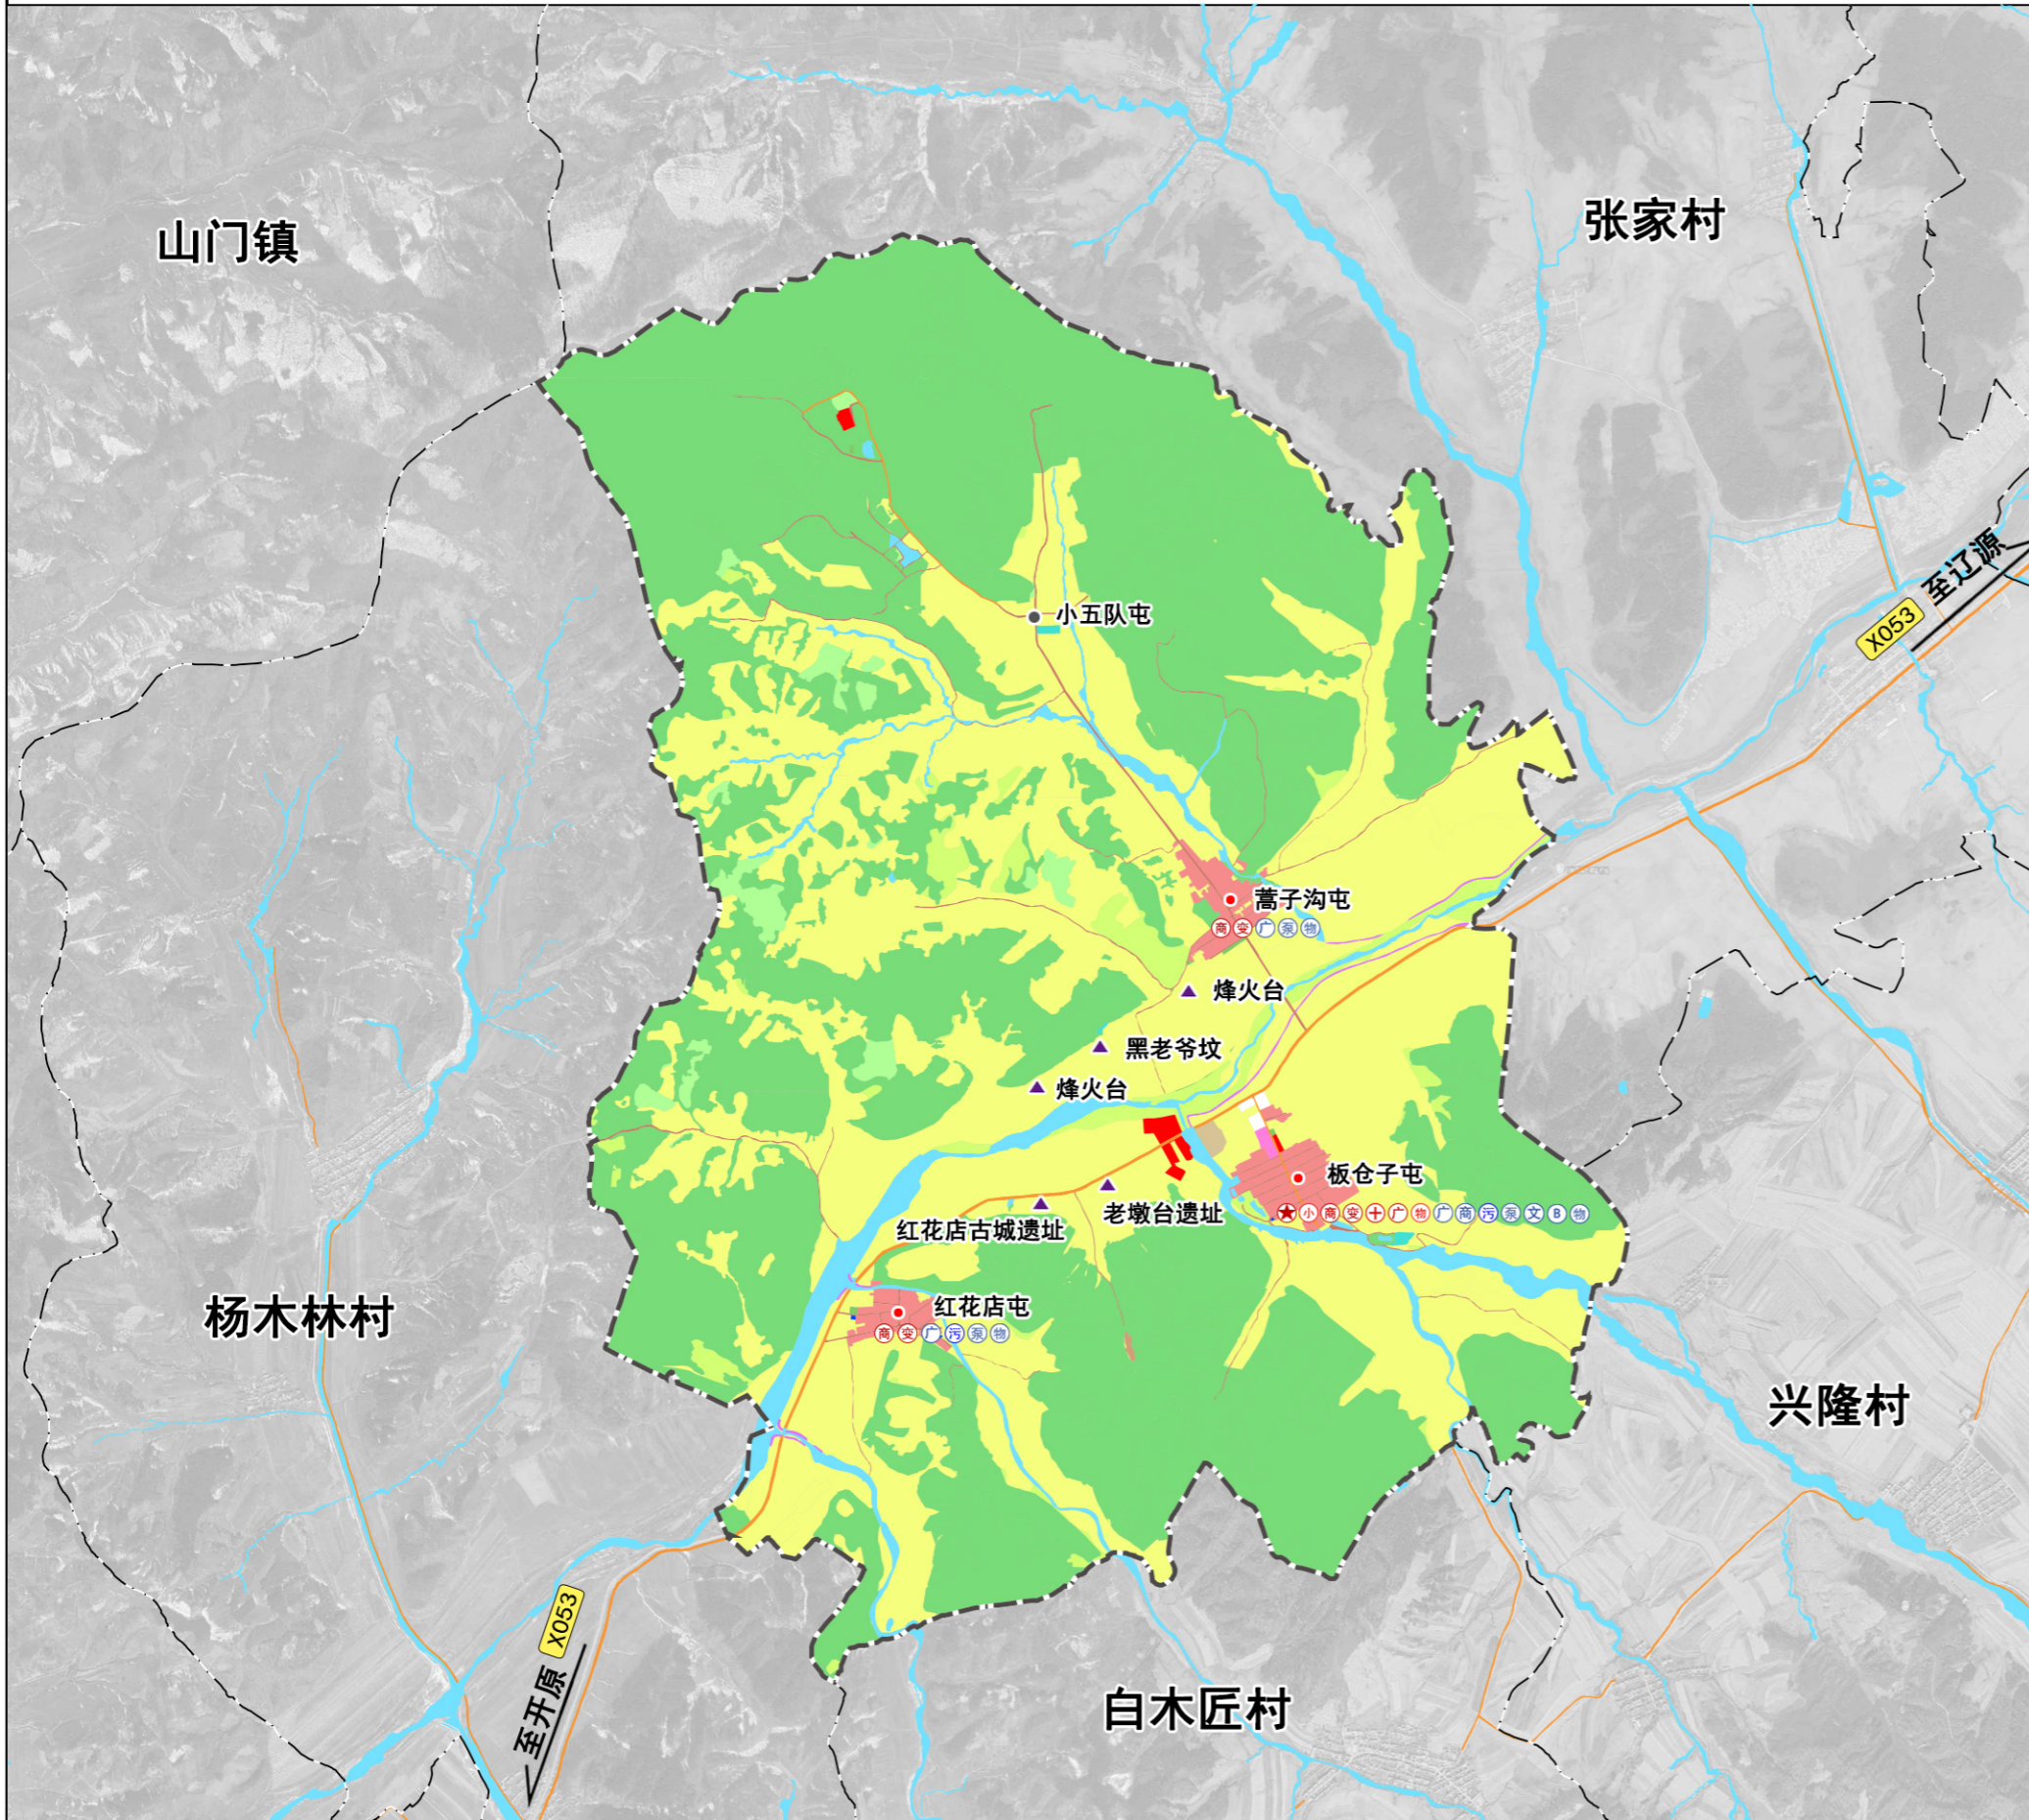 山门镇
张家村
至辽源
X053
小五队屯
蒿子沟屯
商 变 广 泵 物
烽火台
黑老爷坟
烽火台
板仓子屯
小 商 变 广 物 广 商 污 泵 文 B 物
老墩台遗址
红花店古城遗址
红花店屯
商 变 广 污 泵 物
杨木林村
兴隆村
X053
至开原
白木匠村